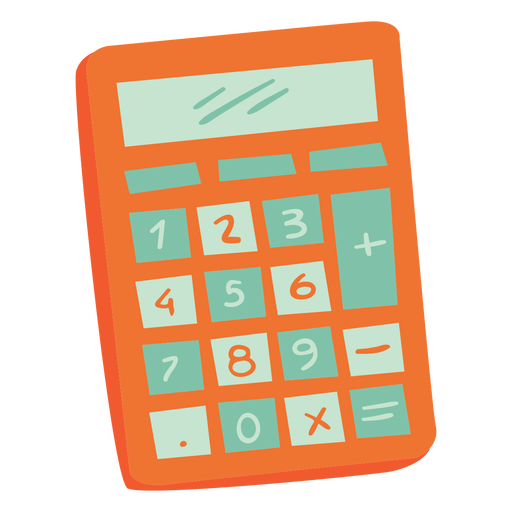 1 2 3 +
4 5 6
7 8 9 −
. 0 × =